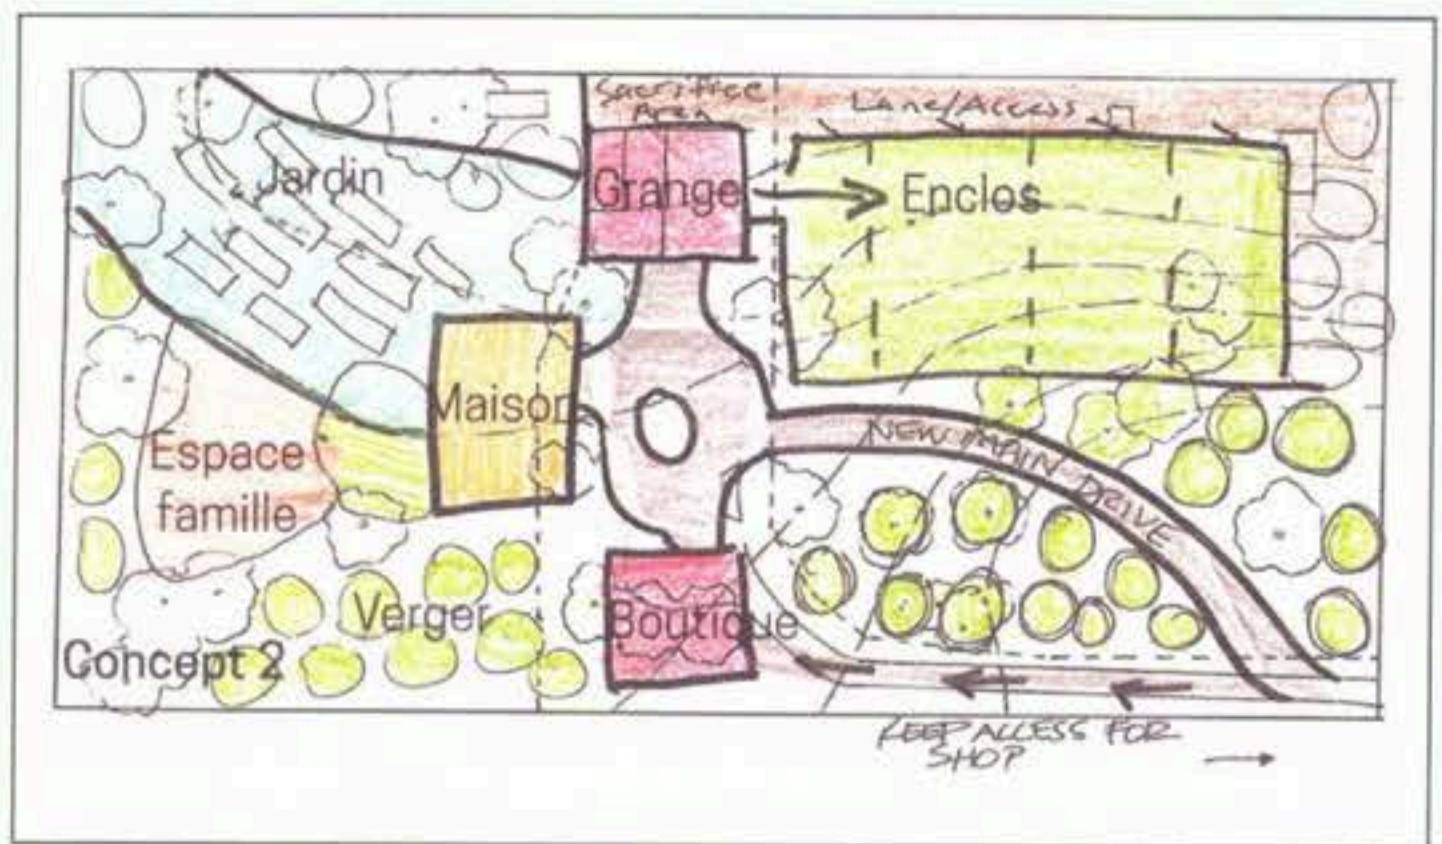 Sacrifice
Area
Lane/Access
Jardin
Grange
Enclos
Maison
NEW MAIN DRIVE
Espace
famille
Verger
Boutique
Concept 2
KEEP ACCESS FOR
SHOP